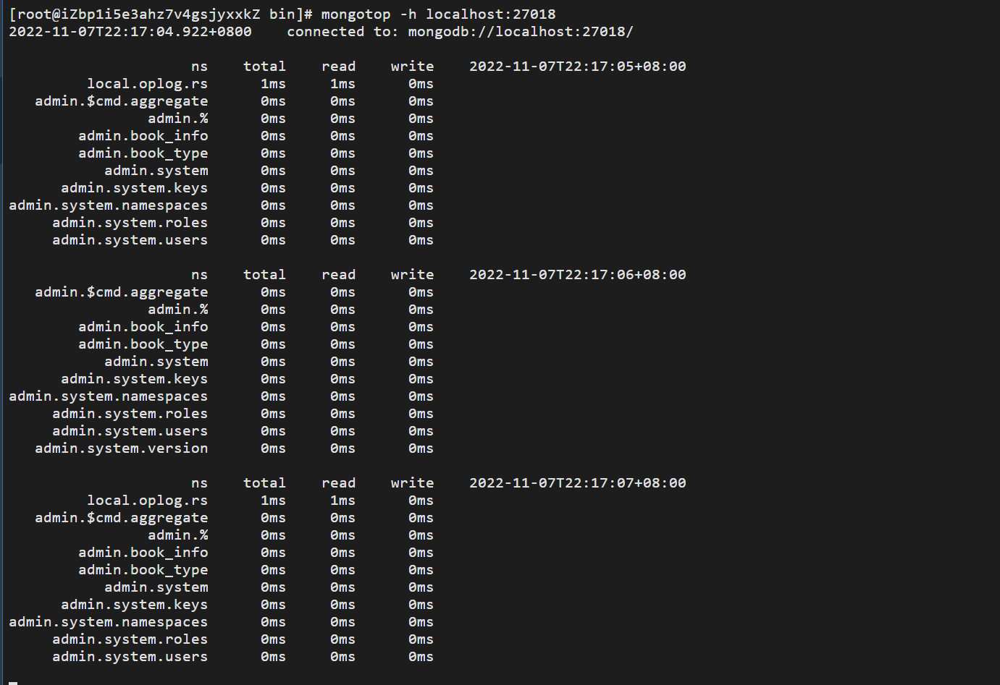 [root@iZbp1i5e3ahz7v4gsjyxxkZ bin]# mongotop -h localhost:27018
2022-11-07T22:17:04.922+0800    connected to: mongodb://localhost:27018/
ns    total    read    write    2022-11-07T22:17:05+08:00
local.oplog.rs    1ms    1ms    0ms
admin.$cmd.aggregate    0ms    0ms    0ms
admin.%    0ms    0ms    0ms
admin.book_info    0ms    0ms    0ms
admin.book_type    0ms    0ms    0ms
admin.system    0ms    0ms    0ms
admin.system.keys    0ms    0ms    0ms
admin.system.namespaces    0ms    0ms    0ms
admin.system.roles    0ms    0ms    0ms
admin.system.users    0ms    0ms    0ms
ns    total    read    write    2022-11-07T22:17:06+08:00
admin.$cmd.aggregate    0ms    0ms    0ms
admin.%    0ms    0ms    0ms
admin.book_info    0ms    0ms    0ms
admin.book_type    0ms    0ms    0ms
admin.system    0ms    0ms    0ms
admin.system.keys    0ms    0ms    0ms
admin.system.namespaces    0ms    0ms    0ms
admin.system.roles    0ms    0ms    0ms
admin.system.users    0ms    0ms    0ms
admin.system.version    0ms    0ms    0ms
ns    total    read    write    2022-11-07T22:17:07+08:00
local.oplog.rs    1ms    1ms    0ms
admin.$cmd.aggregate    0ms    0ms    0ms
admin.%    0ms    0ms    0ms
admin.book_info    0ms    0ms    0ms
admin.book_type    0ms    0ms    0ms
admin.system    0ms    0ms    0ms
admin.system.keys    0ms    0ms    0ms
admin.system.namespaces    0ms    0ms    0ms
admin.system.roles    0ms    0ms    0ms
admin.system.users    0ms    0ms    0ms